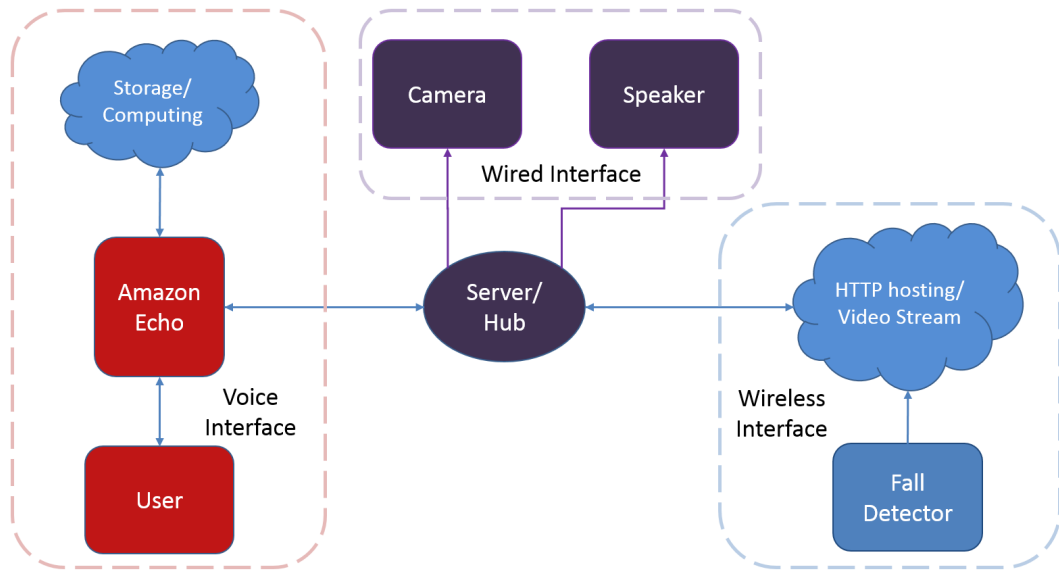 Storage/
Computing
Amazon
Echo
Voice
Interface
User
Camera
Speaker
Wired Interface
Server/
Hub
HTTP hosting/
Video Stream
Wireless
Interface
Fall
Detector